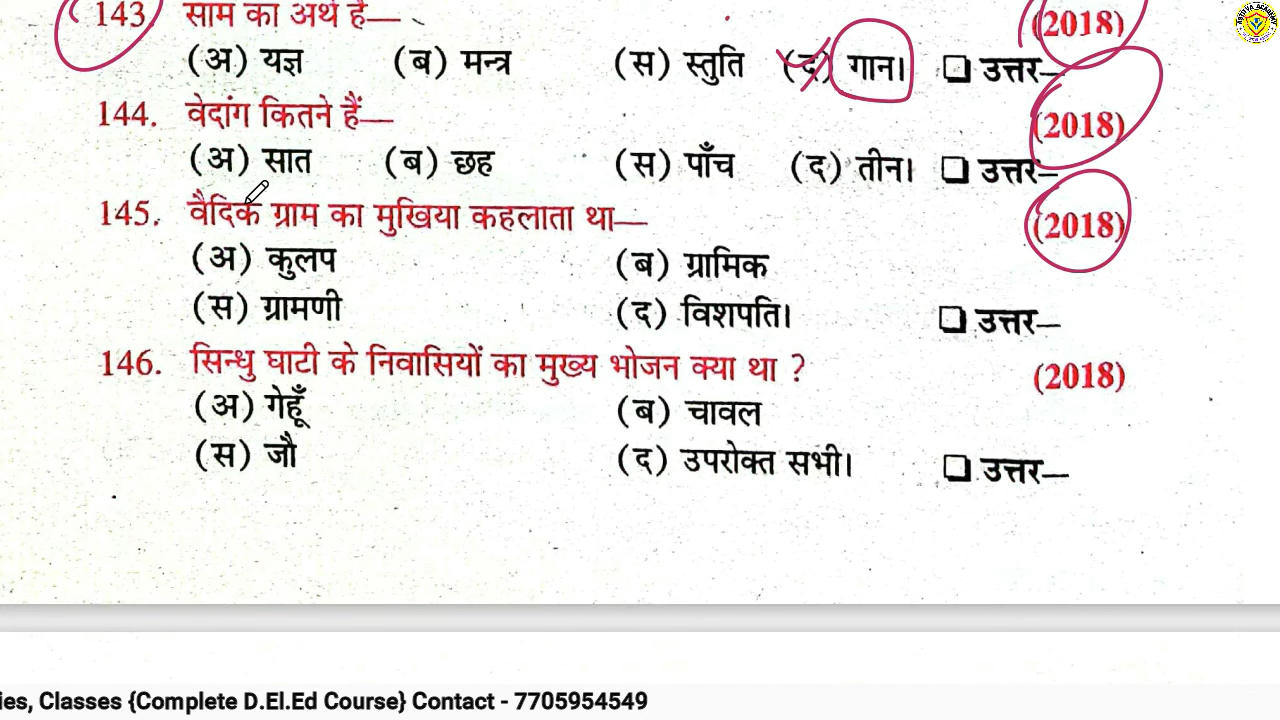 143 साम का अर्थ है— (2018)
(अ) यज्ञ (ब) मन्त्र (स) स्तुति (द) गान। ❑ उत्तर—
144. वेदांग कितने हैं— (2018)
(अ) सात (ब) छह (स) पाँच (द) तीन। ❑ उत्तर—
145. वैदिक ग्राम का मुखिया कहलाता था— (2018)
(अ) कुलप (ब) ग्रामिक
(स) ग्रामणी (द) विशपति। ❑ उत्तर—
146. सिन्धु घाटी के निवासियों का मुख्य भोजन क्या था ? (2018)
(अ) गेहूँ (ब) चावल
(स) जौ (द) उपरोक्त सभी। ❑ उत्तर—
ies, Classes {Complete D.El.Ed Course} Contact - 7705954549